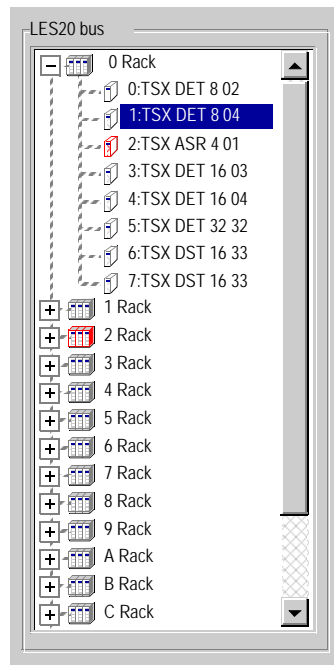 LES20 bus
0 Rack
0:TSX DET 8 02
1:TSX DET 8 04
2:TSX ASR 4 01
3:TSX DET 16 03
4:TSX DET 16 04
5:TSX DET 32 32
6:TSX DST 16 33
7:TSX DST 16 33
1 Rack
2 Rack
3 Rack
4 Rack
5 Rack
6 Rack
7 Rack
8 Rack
9 Rack
A Rack
B Rack
C Rack